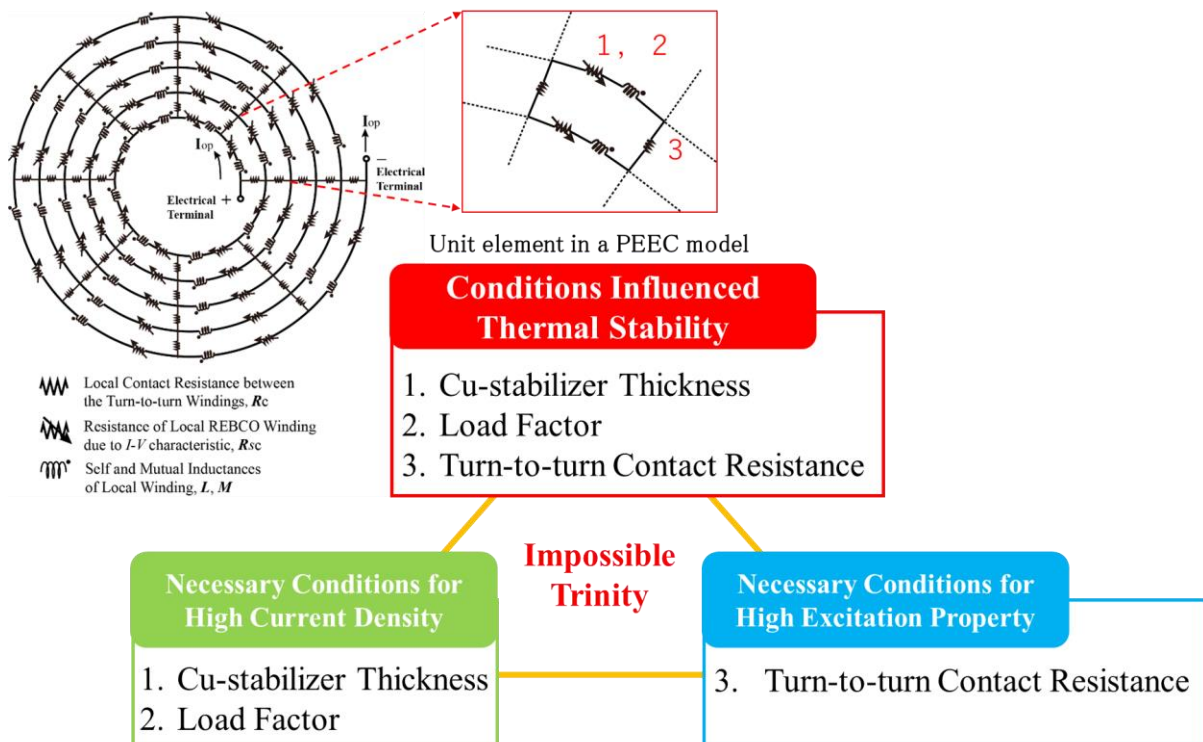 1, 2
3
Iop
Iop
−
Electrical
Terminal
Electrical +
Terminal
Unit element in a PEEC model
Local Contact Resistance between
the Turn-to-turn Windings, Rc
Resistance of Local REBCO Winding
due to I-V characteristic, Rsc
Self and Mutual Inductances
of Local Winding, L, M
Conditions Influenced
Thermal Stability
1. Cu-stabilizer Thickness
2. Load Factor
3. Turn-to-turn Contact Resistance
Impossible
Trinity
Necessary Conditions for
High Current Density
1. Cu-stabilizer Thickness
2. Load Factor
Necessary Conditions for
High Excitation Property
3. Turn-to-turn Contact Resistance